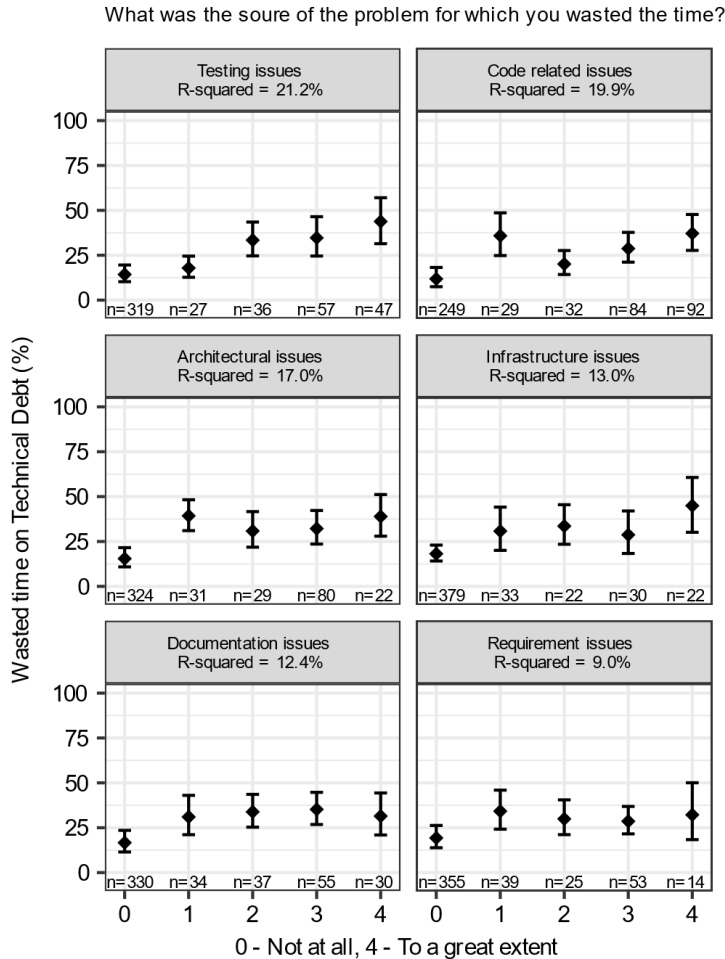 What was the soure of the problem for which you wasted the time?
Testing issues
R-squared = 21.2%
Code related issues
R-squared = 19.9%
100
75
50
25
0
n=319 n=27 n=36 n=57 n=47
n=249 n=29 n=32 n=84 n=92
Architectural issues
R-squared = 17.0%
Infrastructure issues
R-squared = 13.0%
100
75
50
25
0
n=324 n=31 n=29 n=80 n=22
n=379 n=33 n=22 n=30 n=22
Documentation issues
R-squared = 12.4%
Requirement issues
R-squared = 9.0%
100
75
50
25
0
n=330 n=34 n=37 n=55 n=30
n=355 n=39 n=25 n=53 n=14
0 1 2 3 4
0 1 2 3 4
0 - Not at all, 4 - To a great extent
Wasted time on Technical Debt (%)